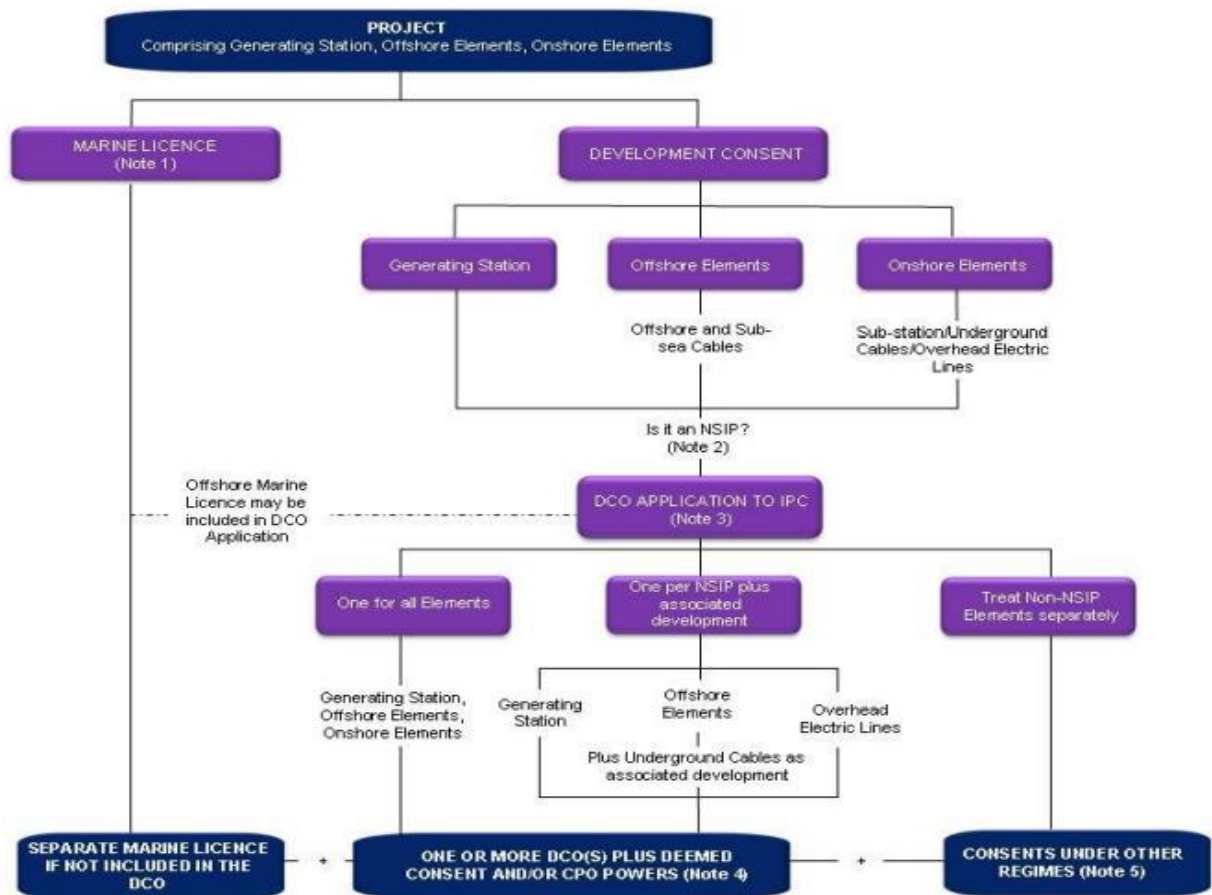 PROJECT
Comprising Generating Station, Offshore Elements, Onshore Elements
MARINE LICENCE
(Note 1)
DEVELOPMENT CONSENT
Generating Station
Offshore Elements
Onshore Elements
Offshore and Sub-
sea Cables
Sub-station/Underground
Cables/Overhead Electric
Lines
Is it an NSIP?
(Note 2)
Offshore Marine
Licence may be
included in DCO
Application
DCO APPLICATION TO IPC
(Note 3)
One for all Elements
One per NSIP plus
associated
development
Treat Non-NSIP
Elements separately
Generating Station,
Offshore Elements,
Onshore Elements
Generating
Station
Offshore
Elements
Overhead
Electric Lines
Plus Underground Cables as
associated development
SEPARATE MARINE LICENCE
IF NOT INCLUDED IN THE
DCO
+
ONE OR MORE DCO(S) PLUS DEEMED
CONSENT AND/OR CPO POWERS (Note 4)
+
CONSENTS UNDER OTHER
REGIMES (Note 5)